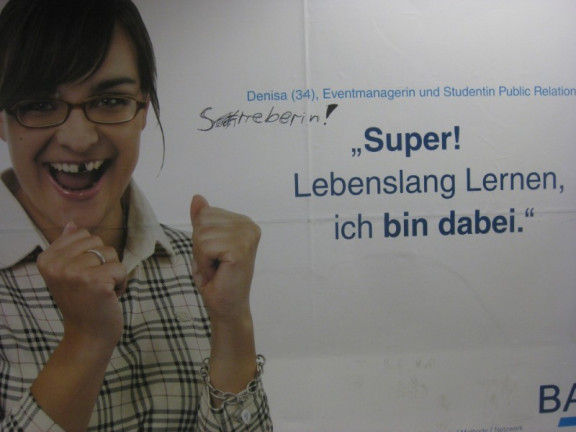 Denisa (34), Eventmanagerin und Studentin Public Relation
Streberin!
„Super!
Lebenslang Lernen,
ich bin dabei.“
BA